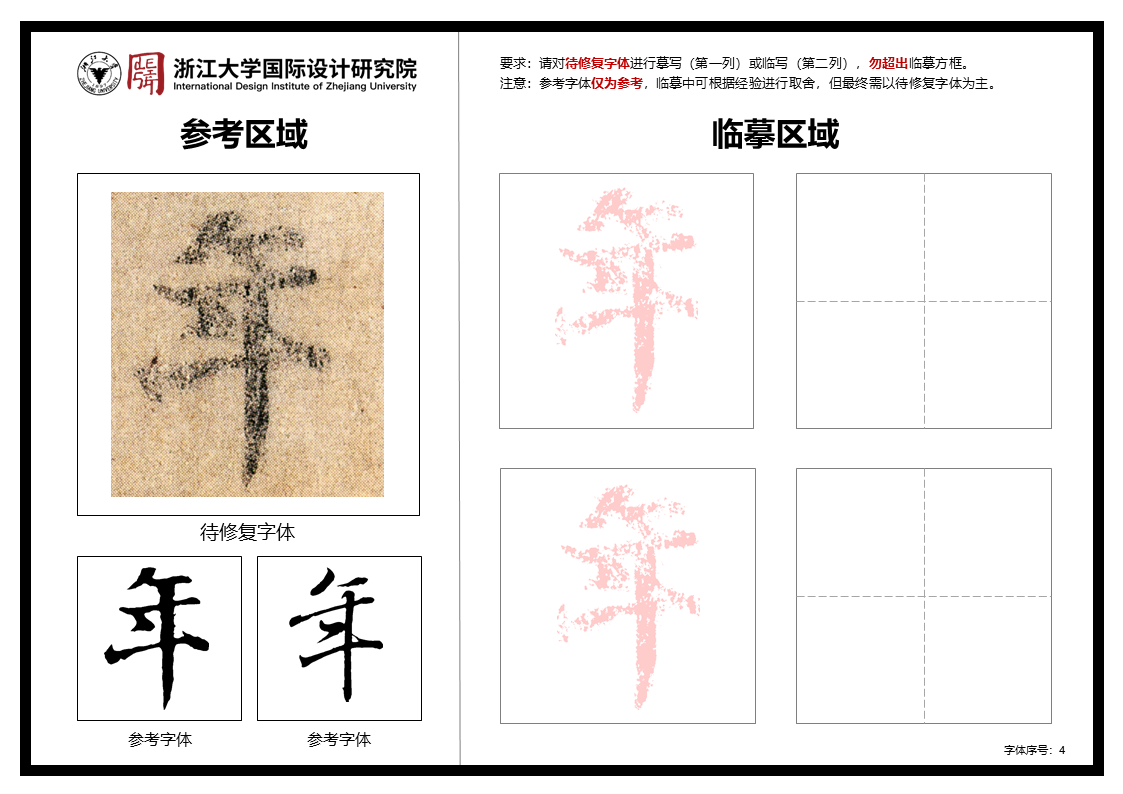 浙江大学国际设计研究院
International Design Institute of Zhejiang University
参考区域
年
待修复字体
年
年
参考字体
参考字体
要求：请对待修复字体进行摹写（第一列）或临写（第二列），勿超出临摹方框。
注意：参考字体仅为参考，临摹中可根据经验进行取舍，但最终需以待修复字体为主。
临摹区域
年
年
字体序号：4